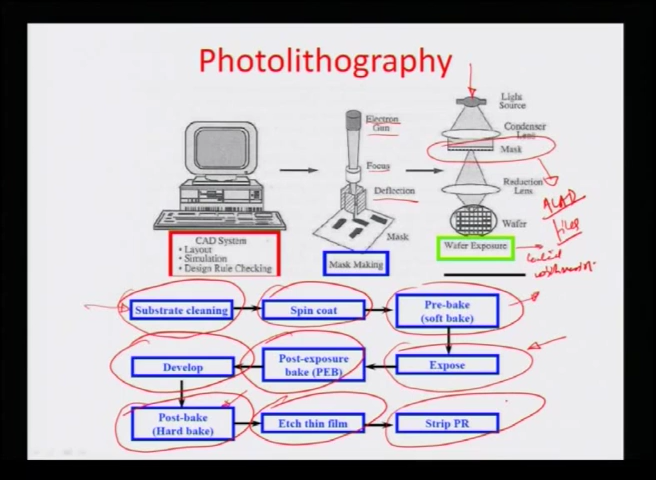 Photolithography
Light
Source
Electron
Gun
Condenser
Lens
Mask
Focus
Reduction
Lens
Deflection
Wafer
Mask
CAD System
• Layout
• Simulation
• Design Rule Checking
Mask Making
Wafer Exposure
Substrate cleaning
Spin coat
Pre-bake
(soft bake)
Develop
Post-exposure
bake (PEB)
Expose
Post-bake
(Hard bake)
Etch thin film
Strip PR